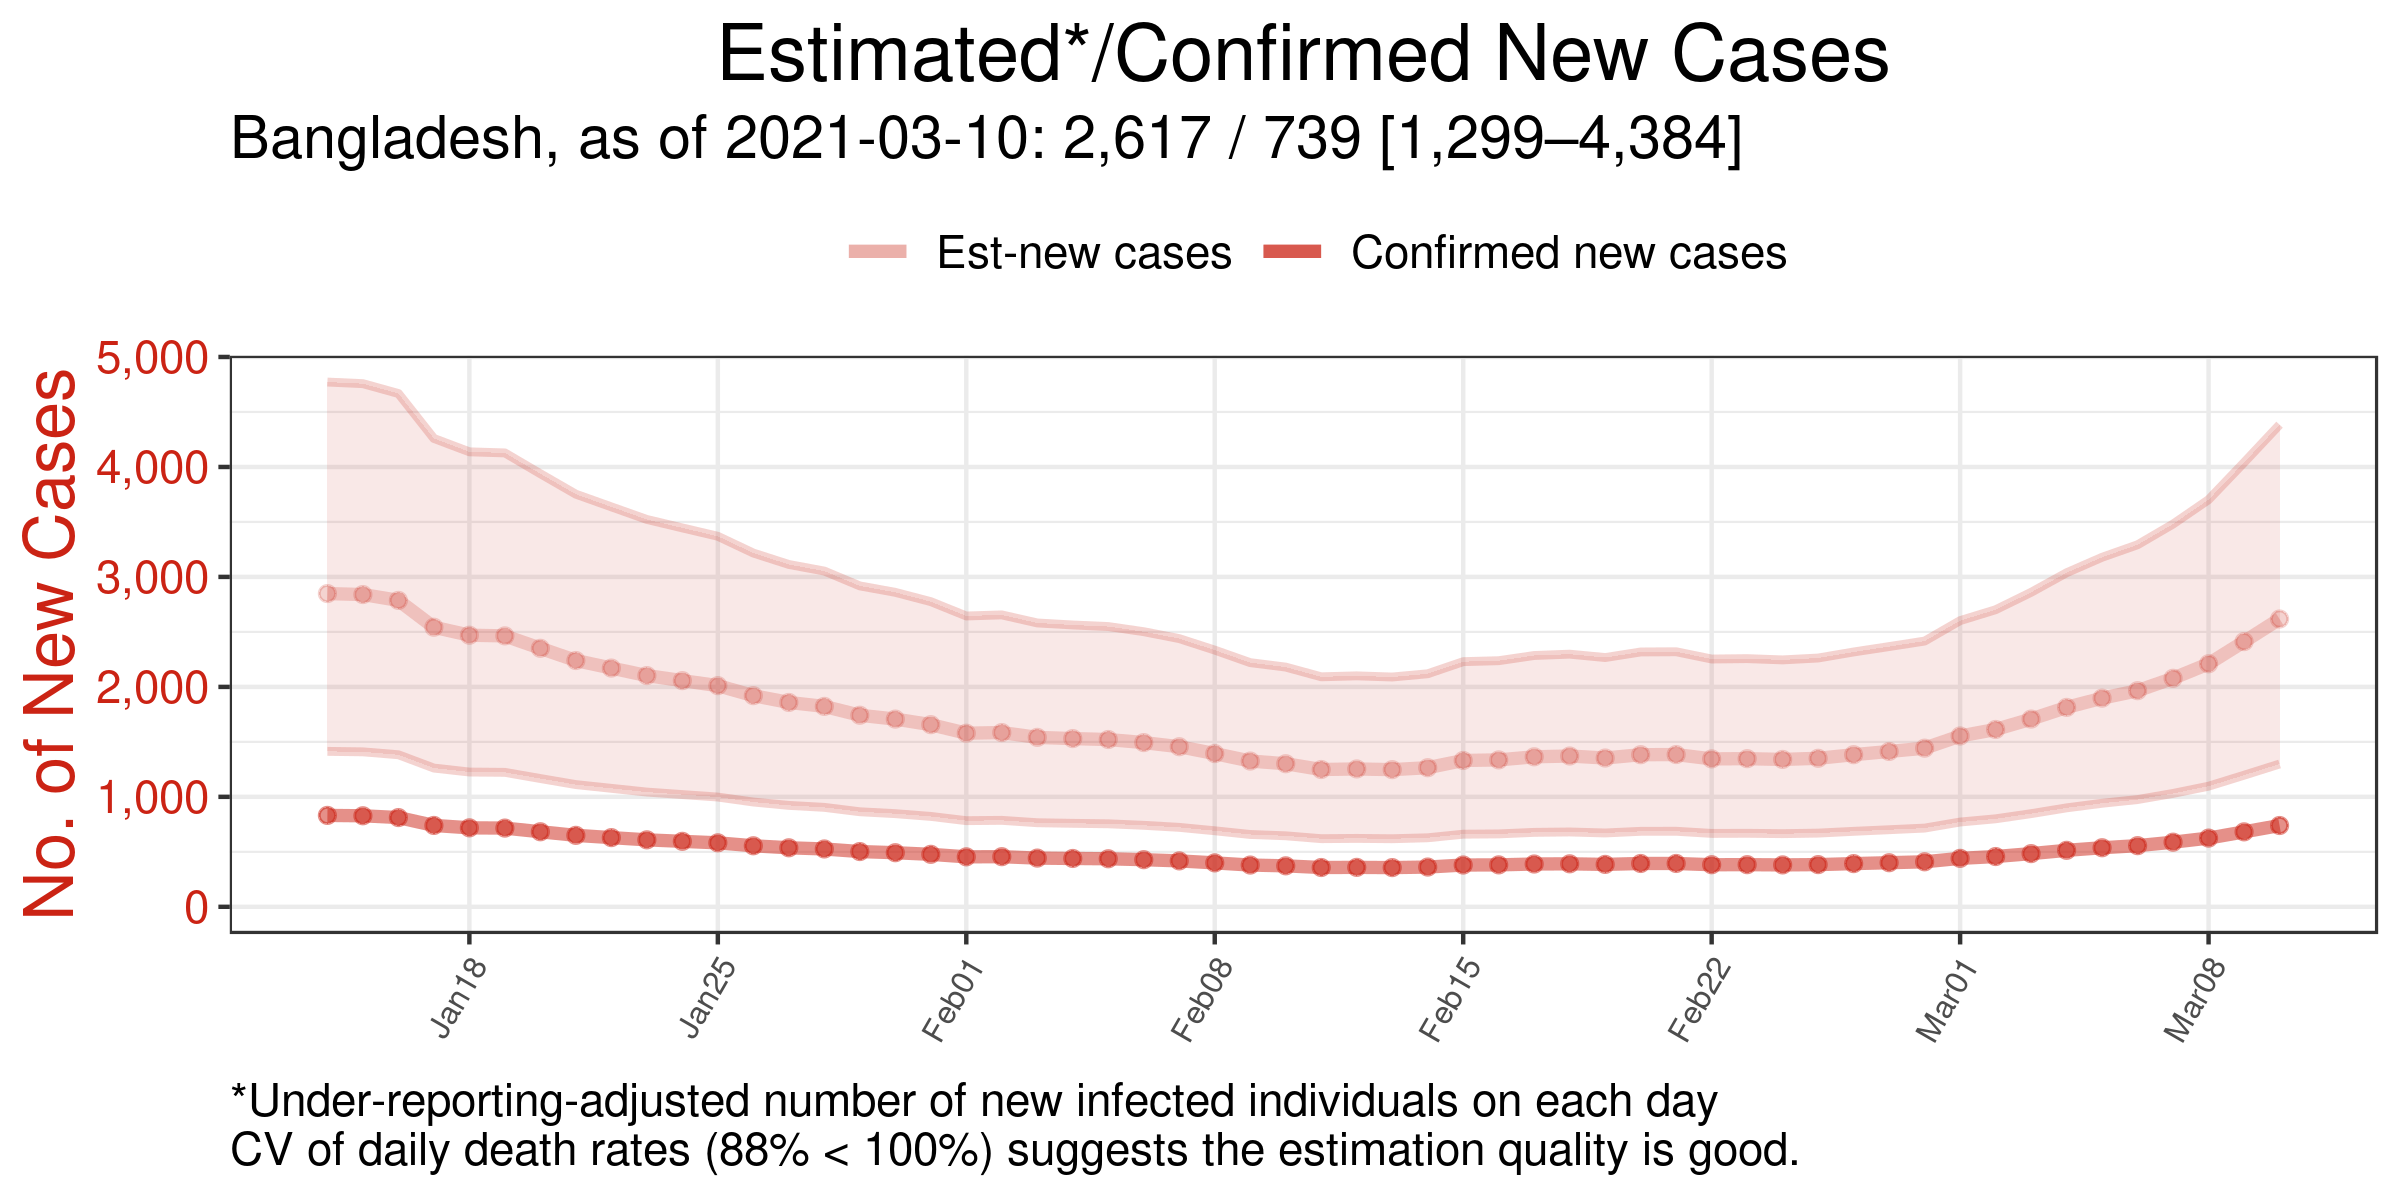 Estimated*/Confirmed New Cases
Bangladesh, as of 2021-03-10: 2,617 / 739 [1,299–4,384]
Est-new cases
Confirmed new cases
No. of New Cases
5,000
4,000
3,000
2,000
1,000
0
Jan18
Jan25
Feb01
Feb08
Feb15
Feb22
Mar01
Mar08
*Under-reporting-adjusted number of new infected individuals on each day
CV of daily death rates (88% < 100%) suggests the estimation quality is good.